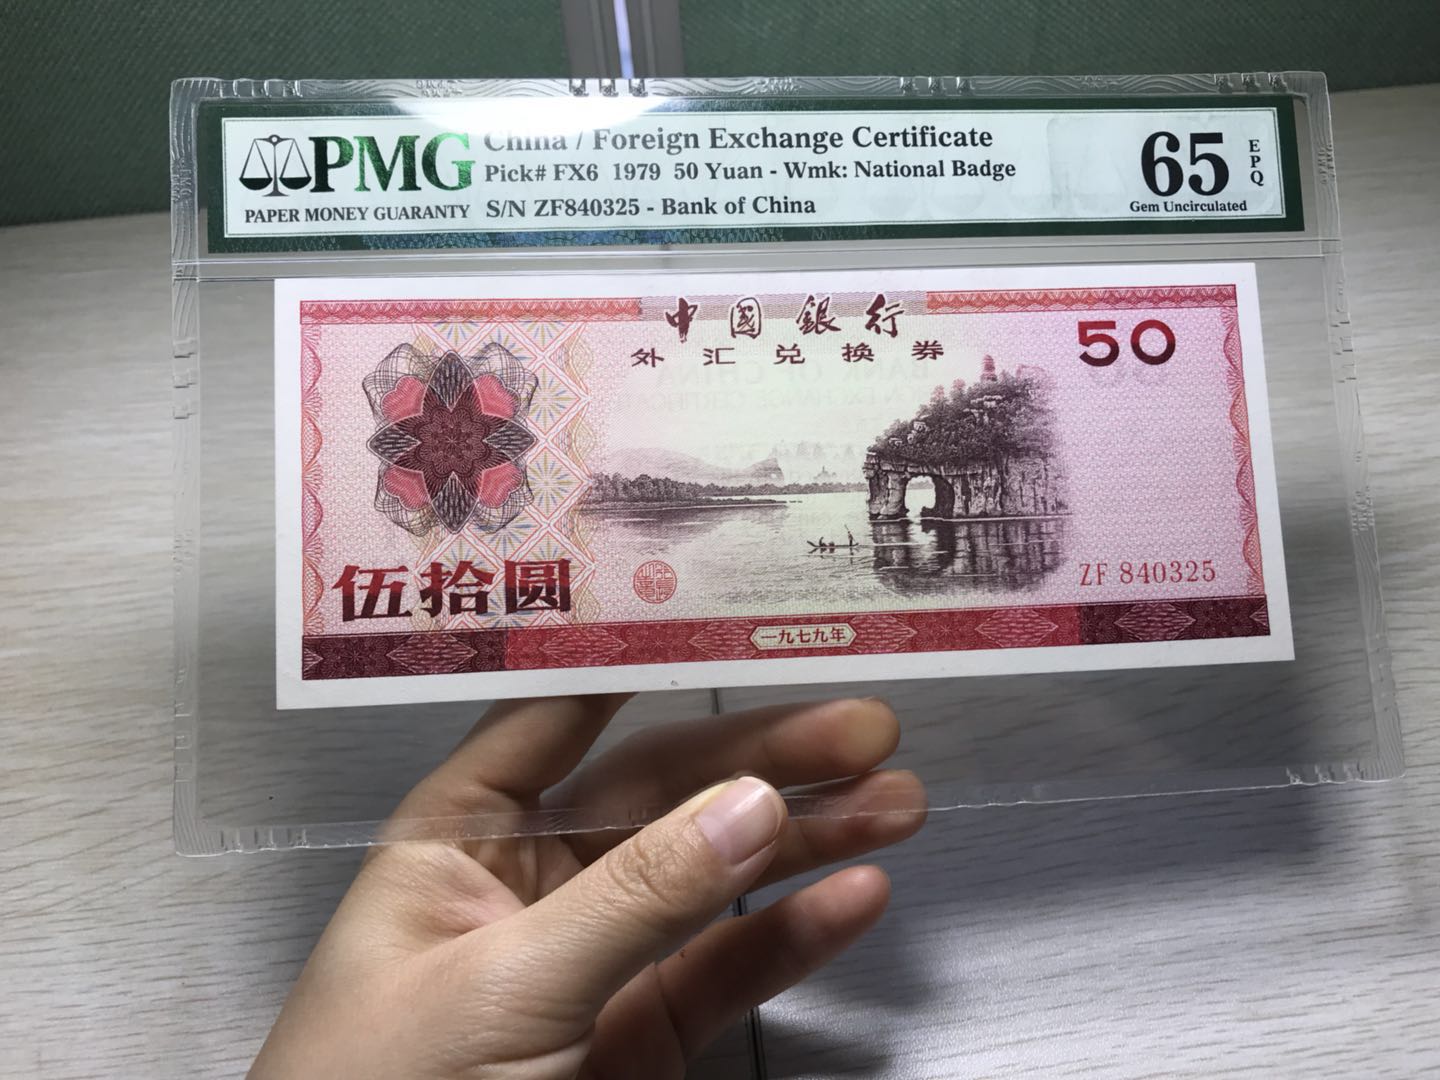 China / Foreign Exchange Certificate
PMG
Pick# FX6 1979 50 Yuan - Wmk: National Badge
PAPER MONEY GUARANTY
S/N ZF840325 - Bank of China
65
EPQ
Gem Uncirculated
中國銀行
外汇兑换券
50
伍拾圆
ZF 840325
一九七九年